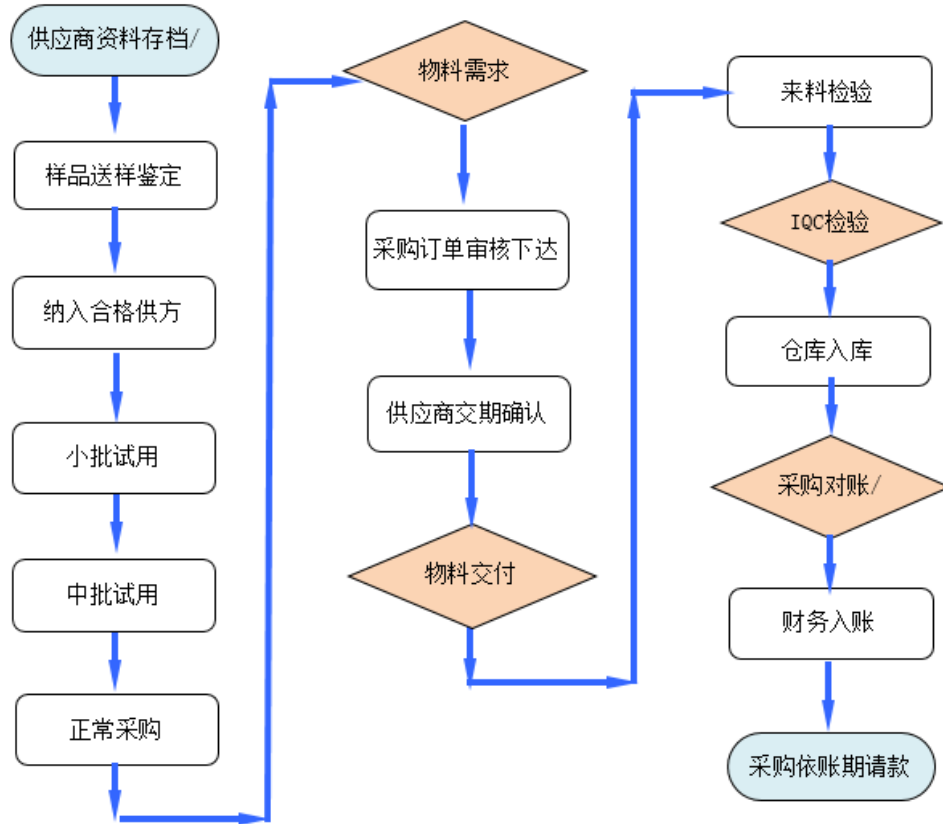 供应商资料存档/
样品送样鉴定
纳入合格供方
小批试用
中批试用
正常采购
物料需求
采购订单审核下达
供应商交期确认
物料交付
来料检验
IQC检验
仓库入库
采购对账/
财务入账
采购依账期请款